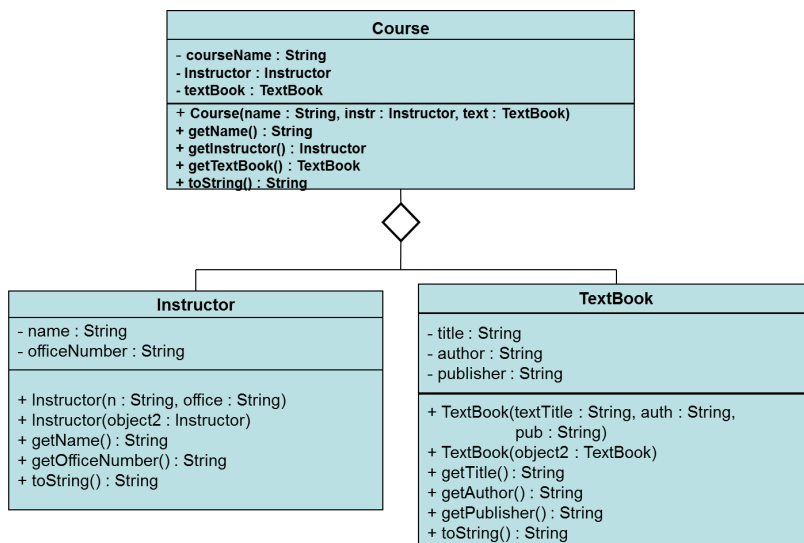 Course
- courseName : String
- Instructor : Instructor
- textBook : TextBook
+ Course(name : String, instr : Instructor, text : TextBook)
+ getName() : String
+ getInstructor() : Instructor
+ getTextBook() : TextBook
+ toString() : String
Instructor
- name : String
- officeNumber : String
+ Instructor(n : String, office : String)
+ Instructor(object2 : Instructor)
+ getName() : String
+ getOfficeNumber() : String
+ toString() : String
TextBook
- title : String
- author : String
- publisher : String
+ TextBook(textTitle : String, auth : String,
pub : String)
+ TextBook(object2 : TextBook)
+ getTitle() : String
+ getAuthor() : String
+ getPublisher() : String
+ toString() : String